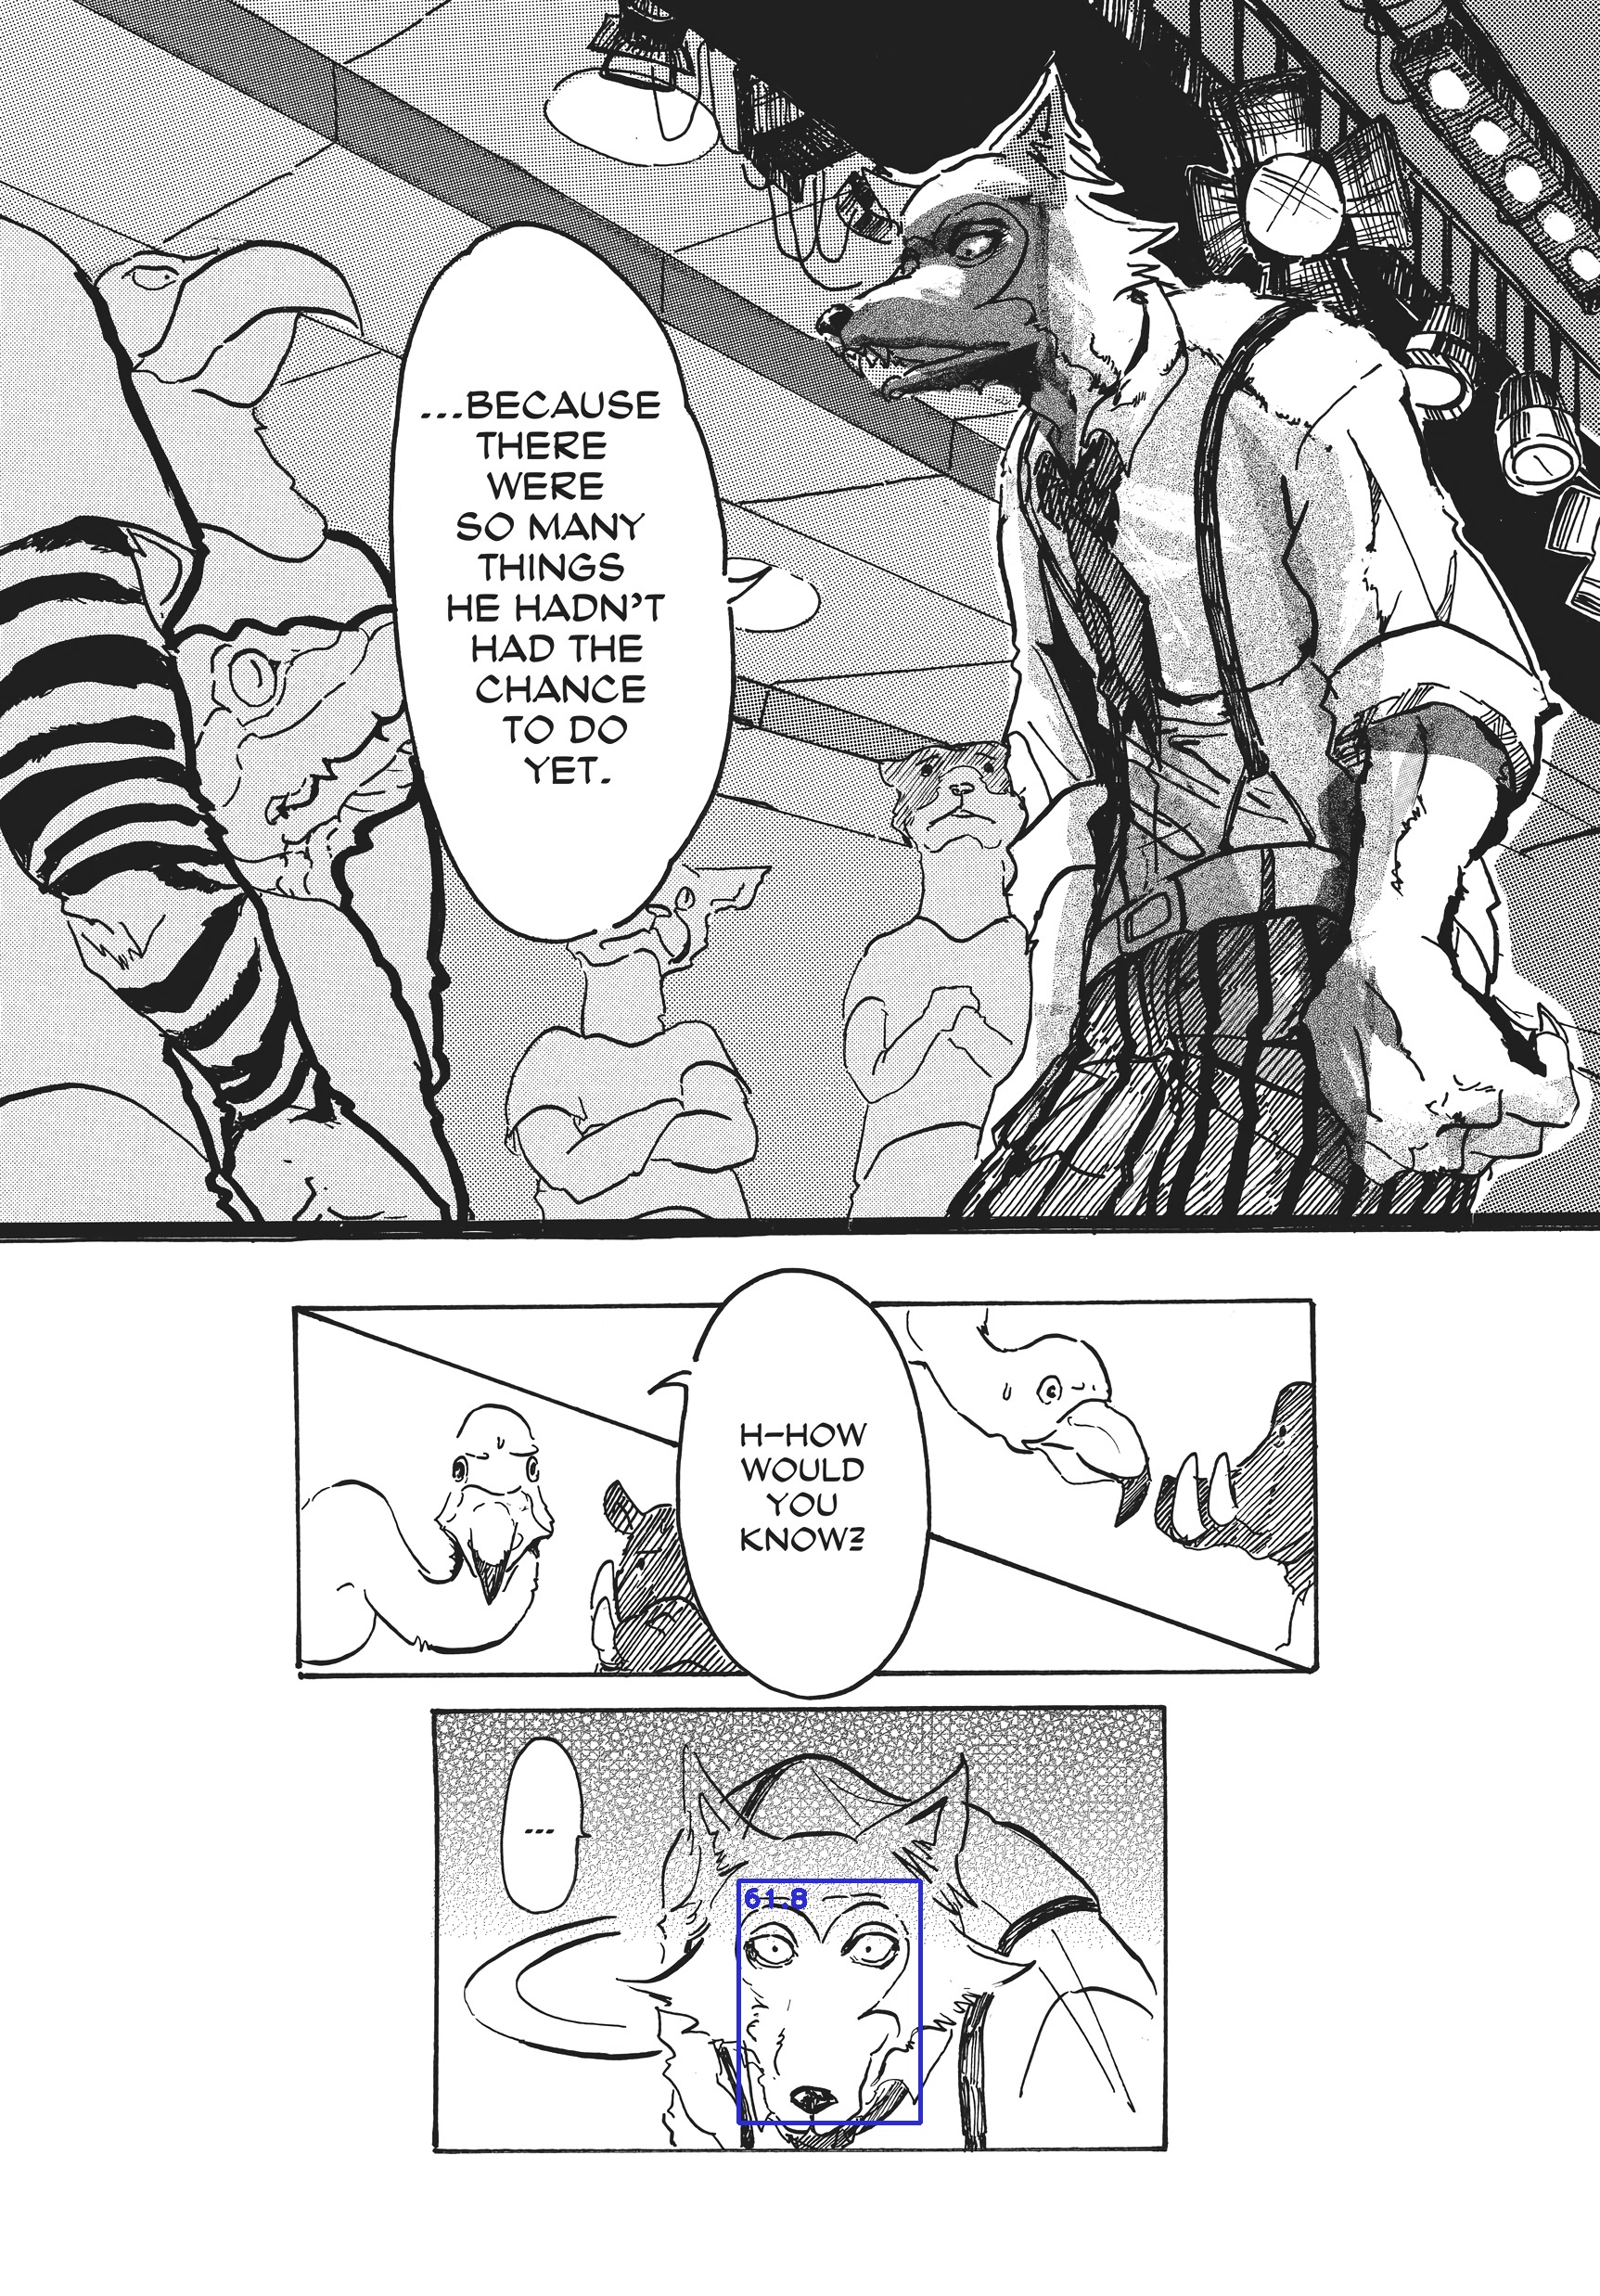 ...BECAUSE
THERE
WERE
SO MANY
THINGS
HE HADN'T
HAD THE
CHANCE
TO DO
YET.
H-HOW
WOULD
YOU
KNOW?
...
61.8